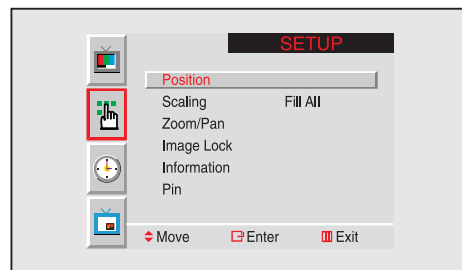 SETUP
Position
Scaling Fill All
Zoom/Pan
Image Lock
Information
Pin
Move Enter Exit